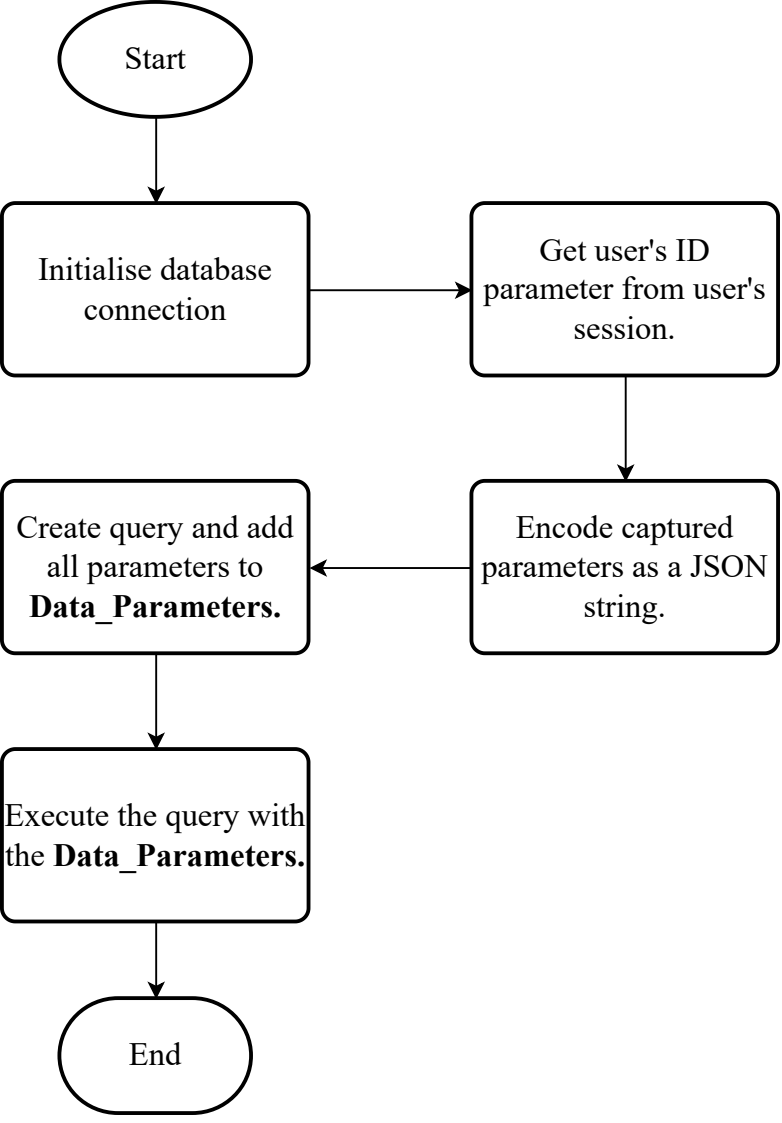 Start
Initialise database
connection
Get user's ID
parameter from user's
session.
Encode captured
parameters as a JSON
string.
Create query and add
all parameters to
Data_Parameters.
Execute the query with
the Data_Parameters.
End